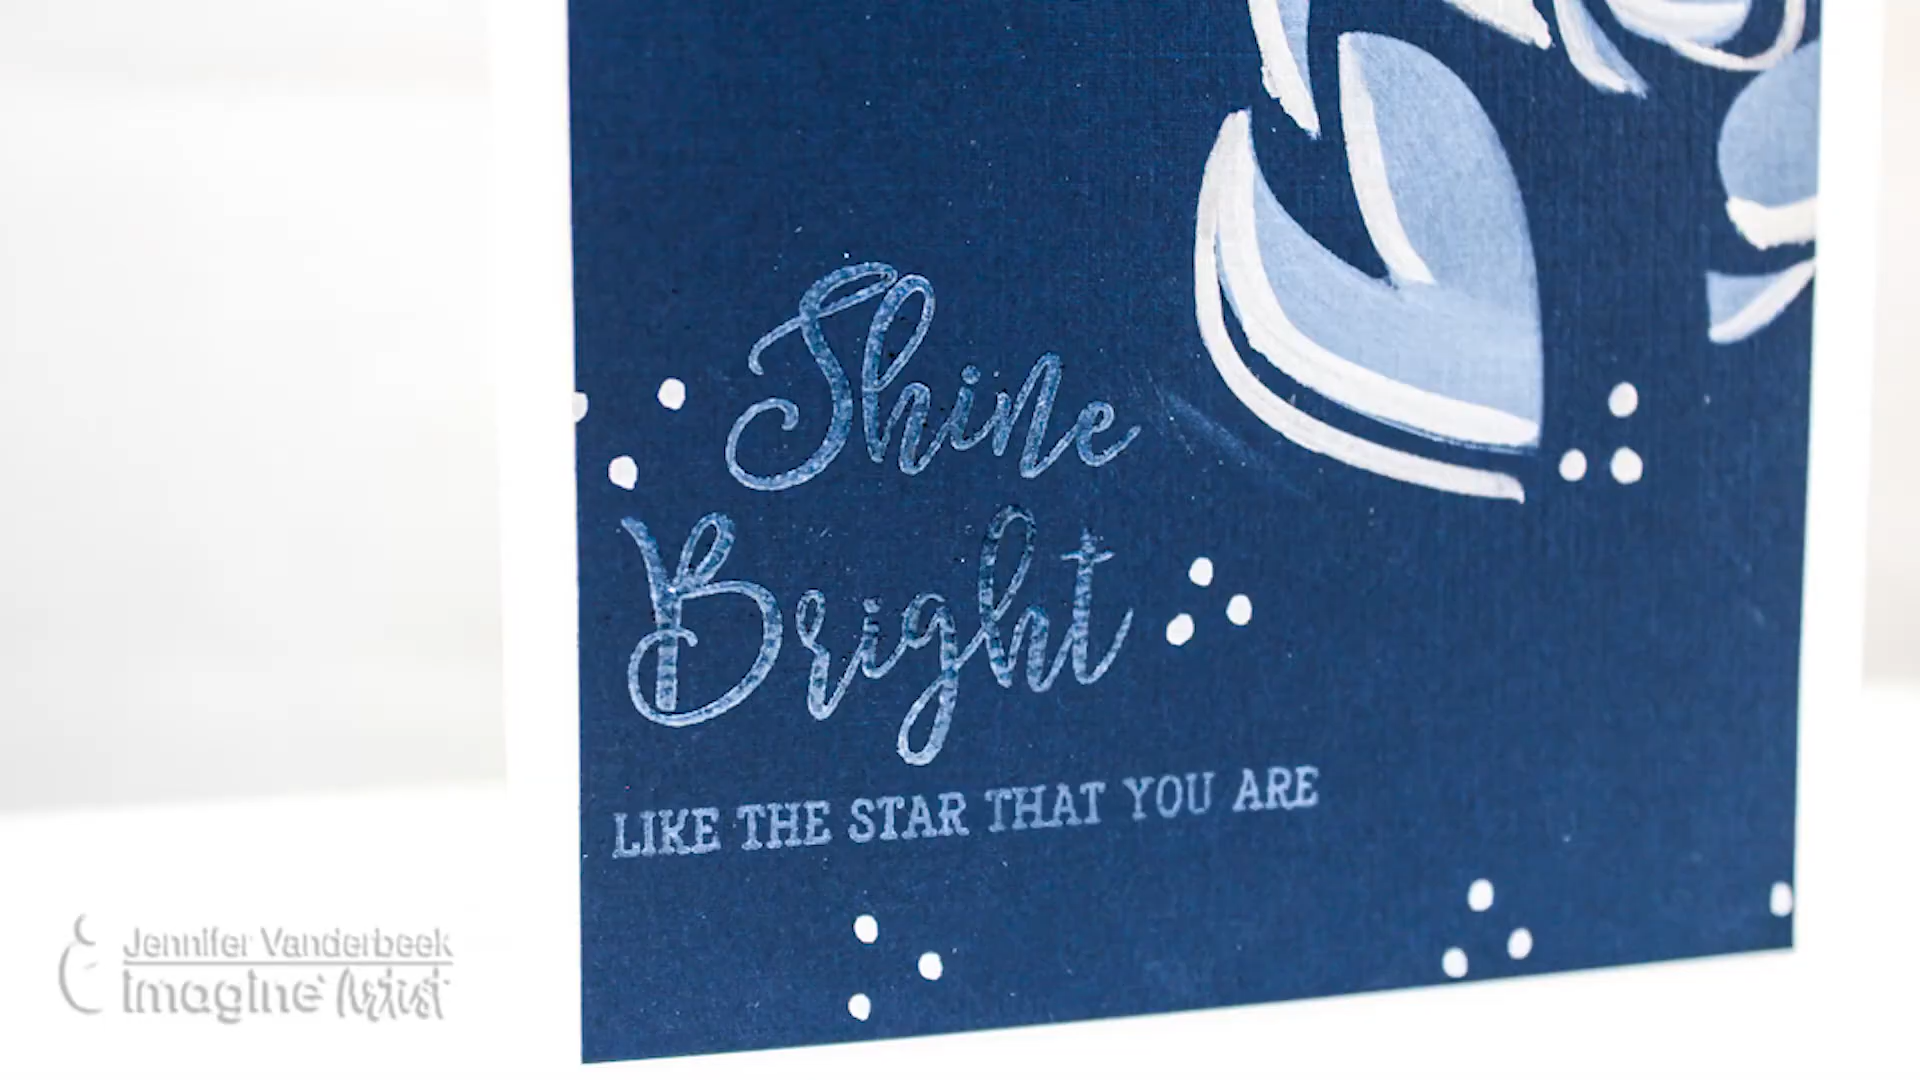 Shine
Bright
LIKE THE STAR THAT YOU ARE
Jennifer Vanderbeek
Imagine Artist